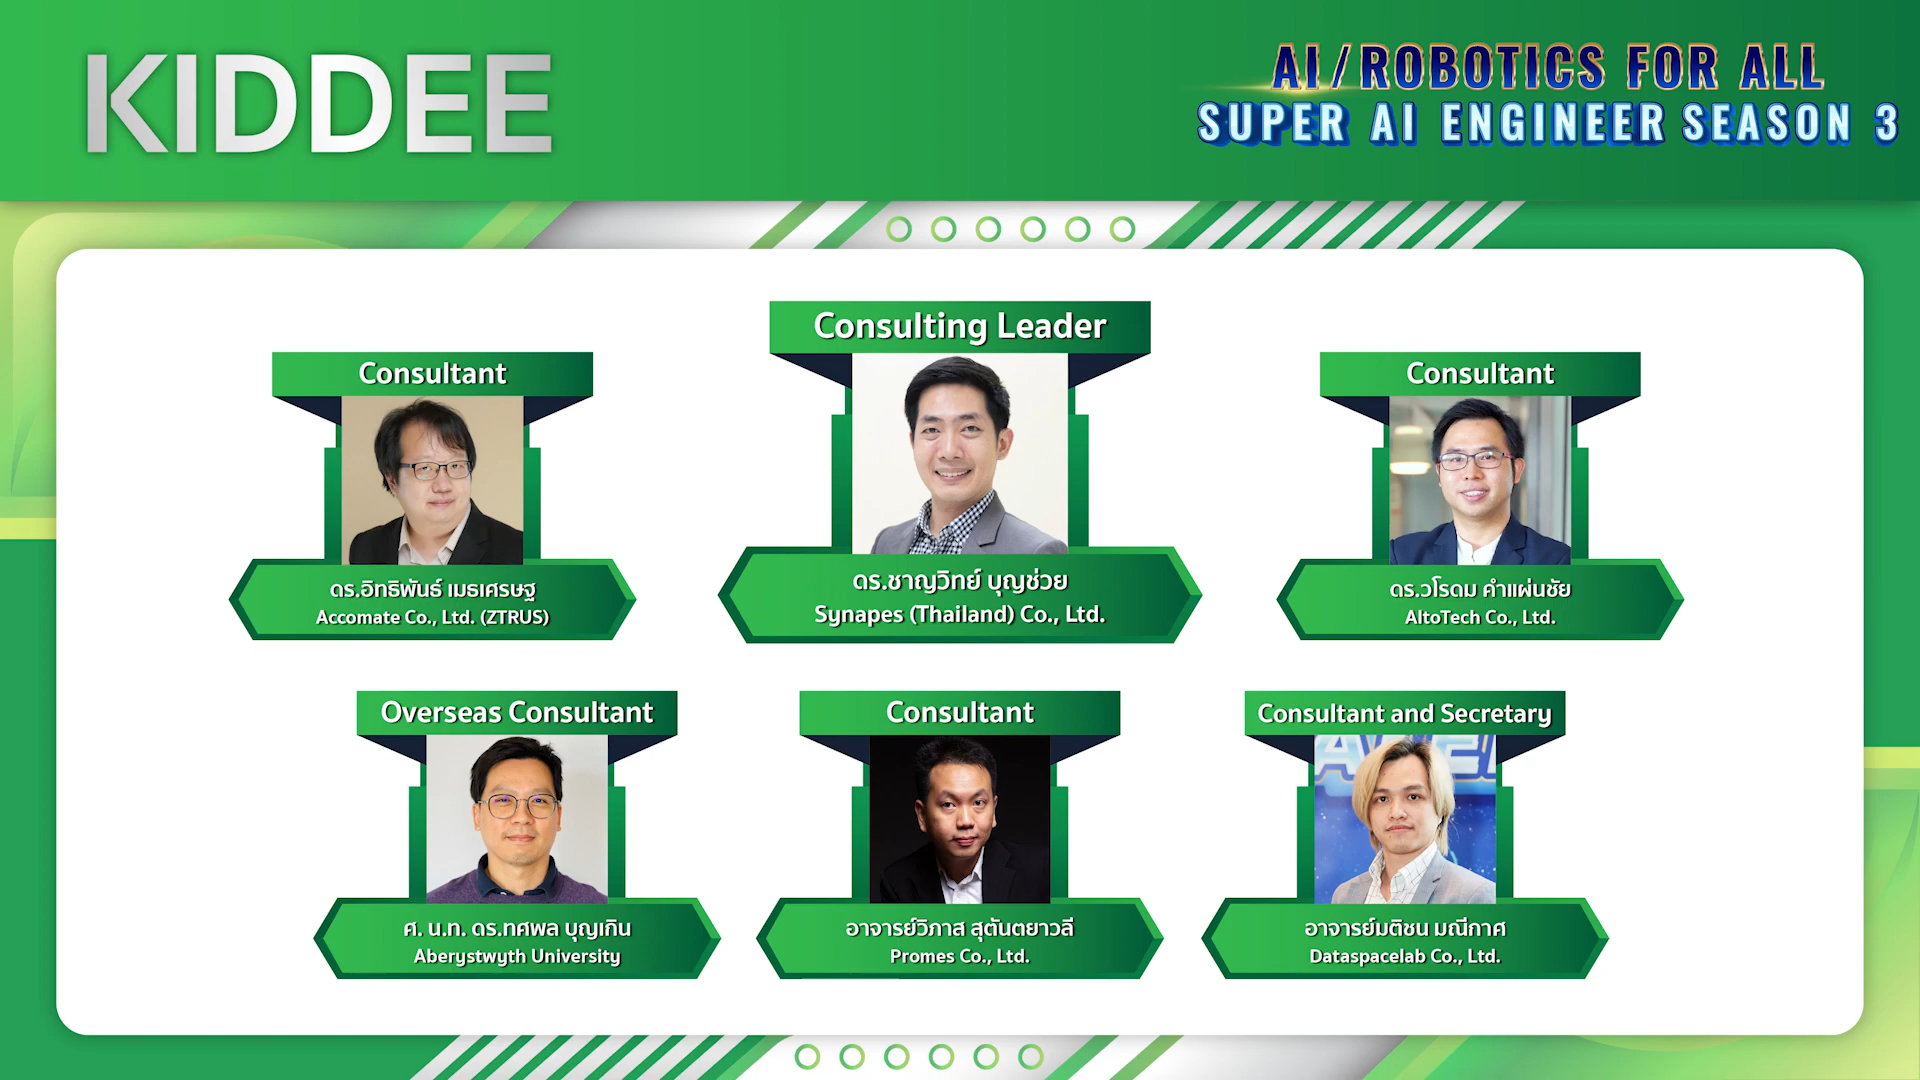 KIDDEE
AI/ROBOTICS FOR ALL
SUPER AI ENGINEER SEASON 3
Consulting Leader
ดร.ชาญวิทย์ บุญช่วย
Synapes (Thailand) Co., Ltd.
Consultant
ดร.อิทธิพันธ์ เมธเศรษฐ
Accomate Co., Ltd. (ZTRUS)
Consultant
ดร.วโรดม คำแผ่นชัย
AltoTech Co., Ltd.
Overseas Consultant
ศ. น.ท. ดร.ทศพล บุญเกิน
Aberystwyth University
Consultant
อาจารย์วิภาส สุตันตยาวลี
Promes Co., Ltd.
Consultant and Secretary
อาจารย์มติชน มณีกาศ
Dataspacelab Co., Ltd.